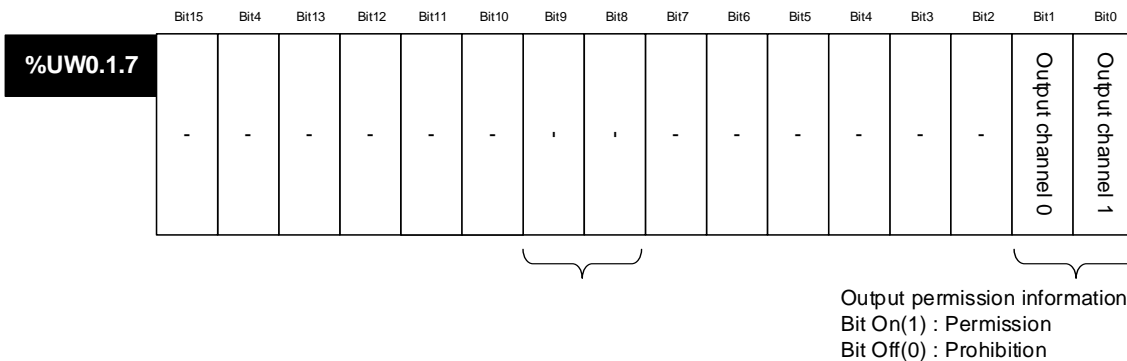 Bit15 Bit4 Bit13 Bit12 Bit11 Bit10 Bit9 Bit8 Bit7 Bit6 Bit5 Bit4 Bit3 Bit2 Bit1 Bit0
%UW0.1.7
- - - - - - - - - - - - - - Output channel 0 Output channel 1
Output permission information
Bit On(1) : Permission
Bit Off(0) : Prohibition